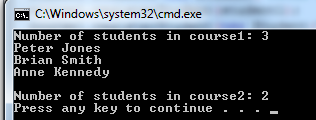 C:\Windows\system32\cmd.exe
Number of students in course1: 3
Peter Jones
Brian Smith
Anne Kennedy
Number of students in course2: 2
Press any key to continue . . . _